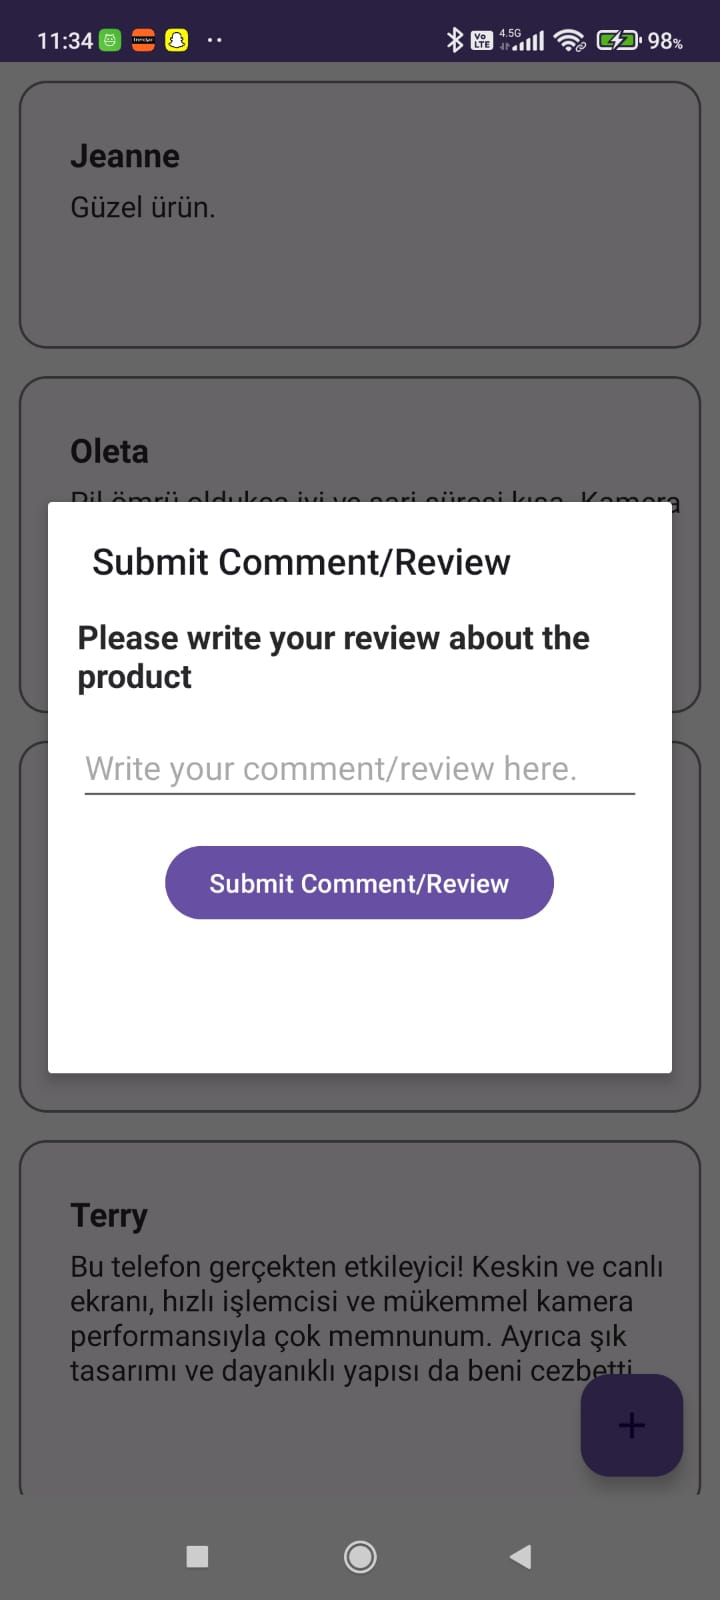 11:34
Vo LTE
4.5G
98%
Jeanne
Güzel ürün.
Oleta
Submit Comment/Review
Please write your review about the
product
Write your comment/review here.
Submit Comment/Review
Terry
Bu telefon gerçekten etkileyici! Keskin ve canlı
ekranı, hızlı işlemcisi ve mükemmel kamera
performansıyla çok memnunum. Ayrıca şık
tasarımı ve dayanıklı yapısı da beni cezbetti
+